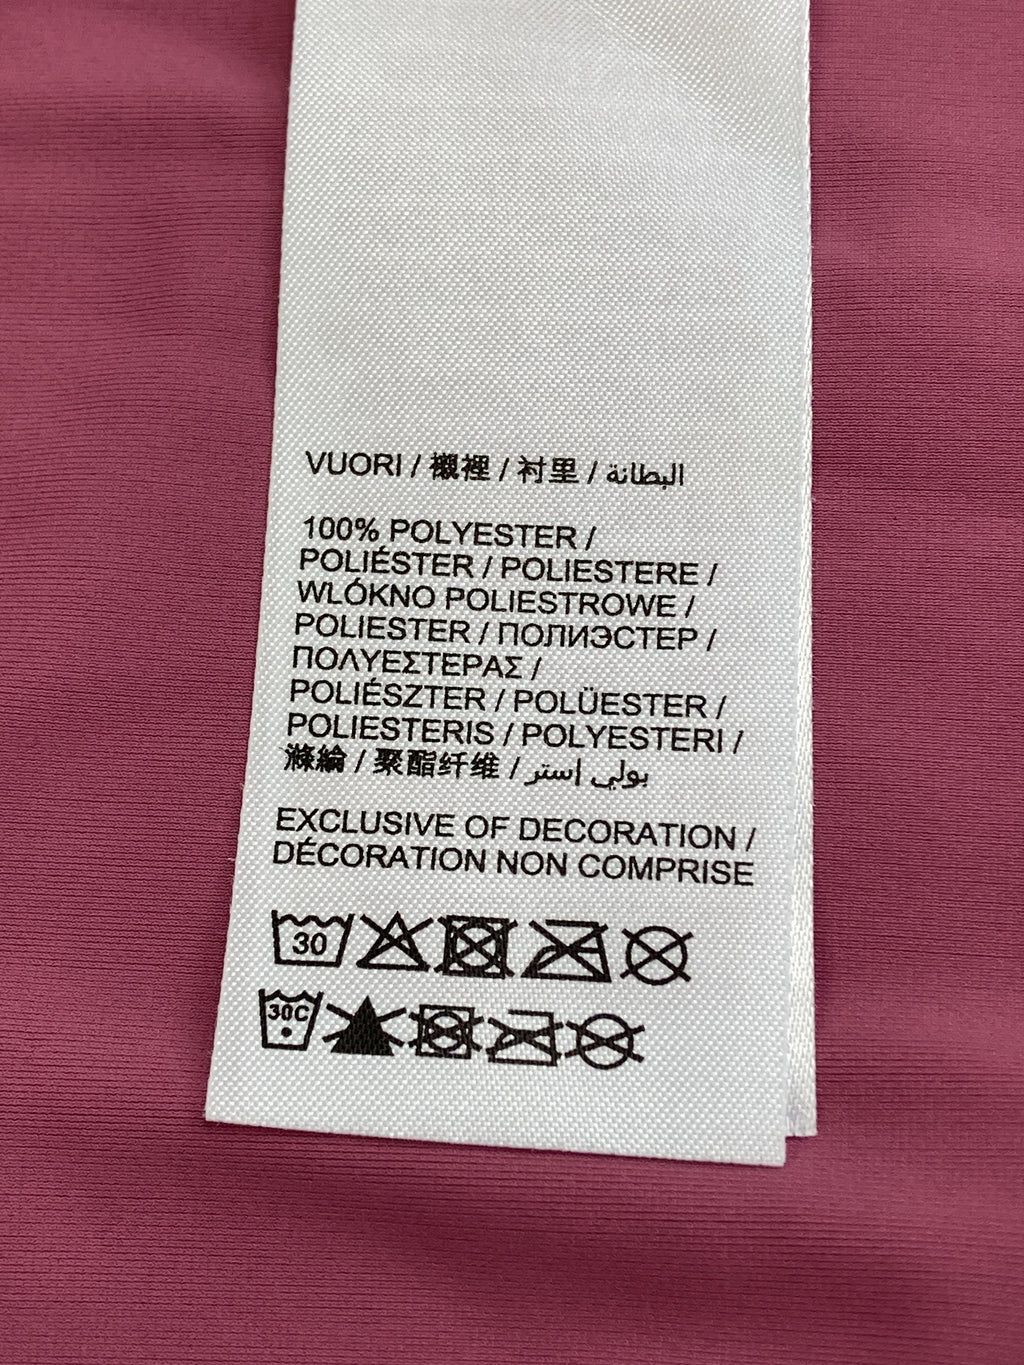 VUORI / 襯裡 / 衬里 / البطانة
100% POLYESTER /
POLIÉSTER / POLIESTERE /
WLÓKNO POLIESTROWE /
POLIESTER / ПОЛИЭСТЕР /
ΠΟΛΥΕΣΤΕΡΑΣ /
POLIÉSZTER / POLÜESTER /
POLIESTERIS / POLYESTERI /
滌綸 / 聚酯纤维 / بولي إستر
EXCLUSIVE OF DECORATION /
DÉCORATION NON COMPRISE
30
30C